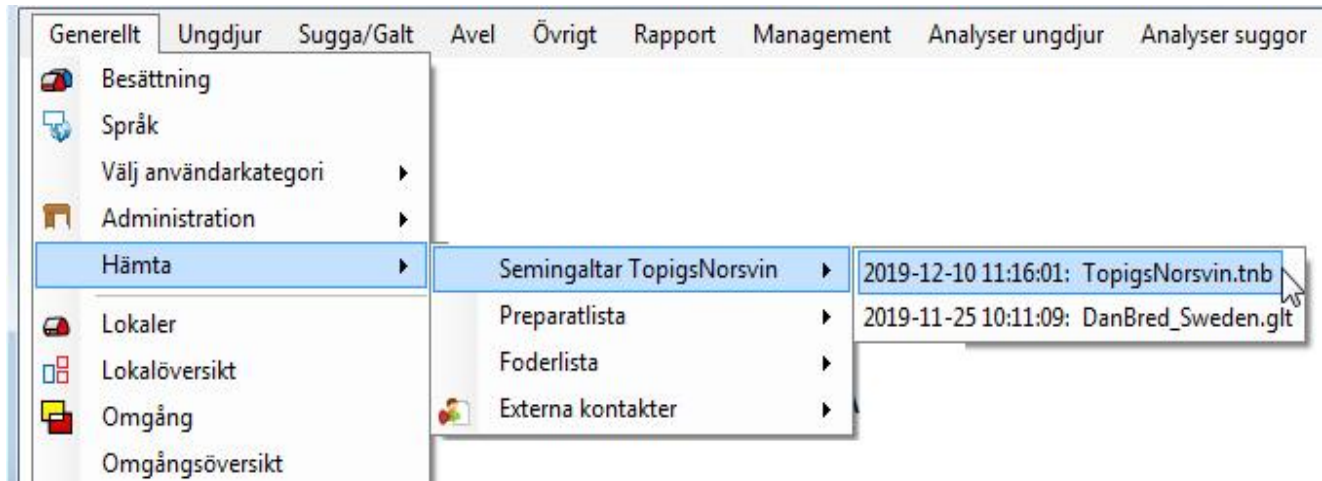 Generellt Ungdjur Sugga/Galt Avel Övrigt Rapport Management Analyser ungdjur Analyser suggor
Besättning
Språk
Välj användarkategori
Administration
Hämta
Lokaler
Lokalöversikt
Omgång
Omgångsöversikt
Semingaltar TopigsNorsvin
Preparatlista
Foderlista
Externa kontakter
2019-12-10 11:16:01: TopigsNorsvin.tnb
2019-11-25 10:11:09: DanBred_Sweden.glt